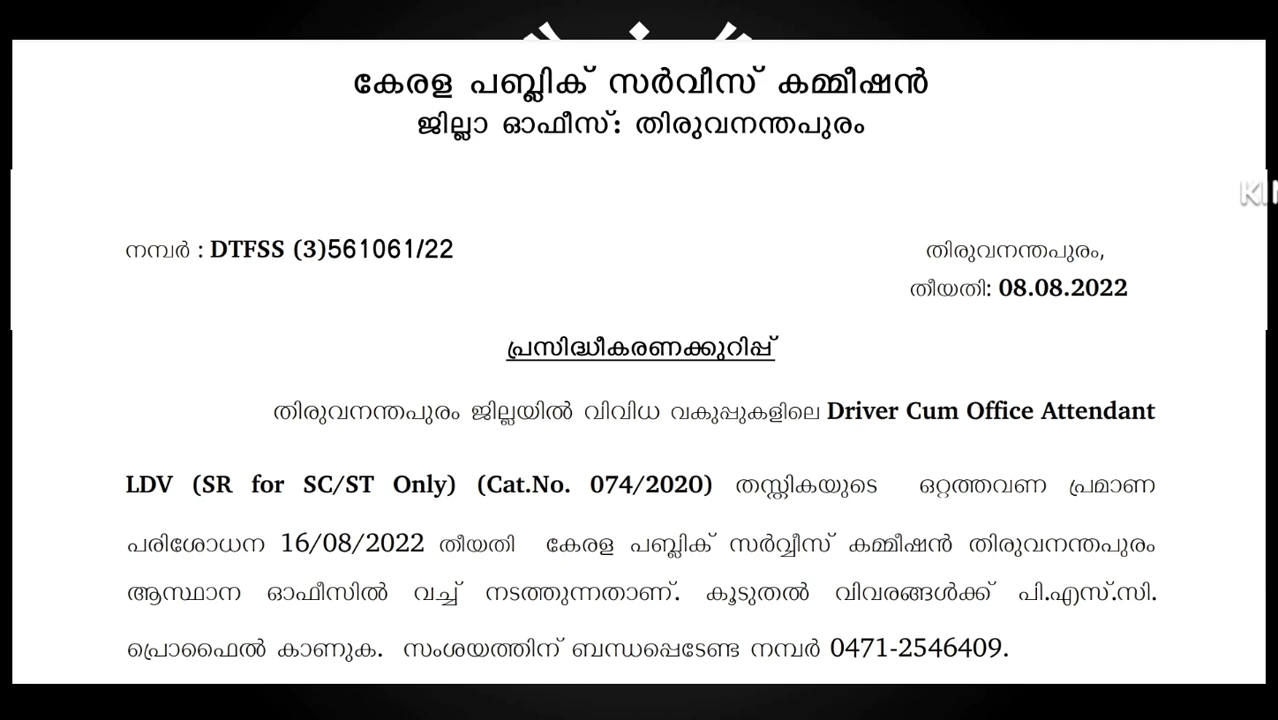 കേരള പബ്ലിക് സർവീസ് കമ്മീഷൻ
ജില്ലാ ഓഫീസ്: തിരുവനന്തപുരം
നമ്പർ : DTFSS (3)561061/22
തിരുവനന്തപുരം,
തീയതി: 08.08.2022
പ്രസിദ്ധീകരണക്കുറിപ്പ്
തിരുവനന്തപുരം ജില്ലയിൽ വിവിധ വകുപ്പുകളിലെ Driver Cum Office Attendant
LDV (SR for SC/ST Only) (Cat.No. 074/2020) തസ്തികയുടെ ഒറ്റത്തവണ പ്രമാണ
പരിശോധന 16/08/2022 തീയതി കേരള പബ്ലിക് സർവ്വീസ് കമ്മീഷൻ തിരുവനന്തപുരം
ആസ്ഥാന ഓഫീസിൽ വച്ച് നടത്തുന്നതാണ്. കൂടുതൽ വിവരങ്ങൾക്ക് പി.എസ്.സി.
പ്രൊഫൈൽ കാണുക. സംശയത്തിന് ബന്ധപ്പെടേണ്ട നമ്പർ 0471-2546409.